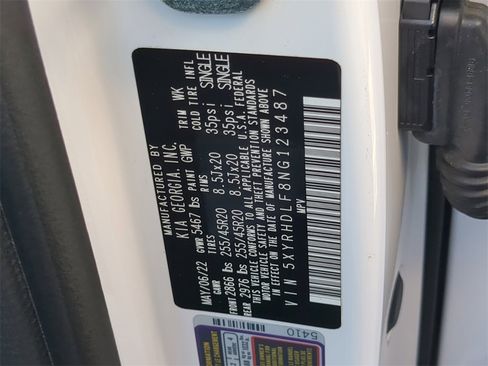 MANUFACTURED BY
KIA GEORGIA, INC.
MAY/06/22 GVWR 5467 lbs PAINT GWP TRIM WK
GAWR TIRES RIMS COLD TIRE INFL
FRONT 2866 lbs 255/45R20 8.5Jx20 35psi SINGLE
REAR 2976 lbs 255/45R20 8.5Jx20 35psi SINGLE
THIS VEHICLE CONFORMS TO ALL APPLICABLE U.S.A. FEDERAL
MOTOR VEHICLE SAFETY AND THEFT PREVENTION
STANDARDS IN EFFECT ON THE DATE OF MANUFACTURE SHOWN ABOVE.
VIN 5XYRHDLF8NG123487
MPV
5410